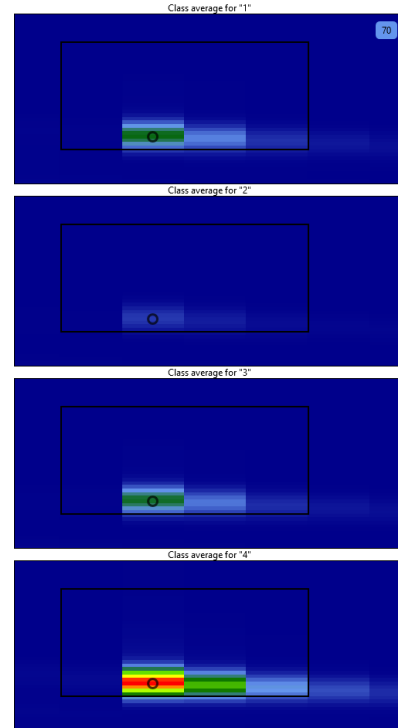 Class average for "1"
70
Class average for "2"
Class average for "3"
Class average for "4"